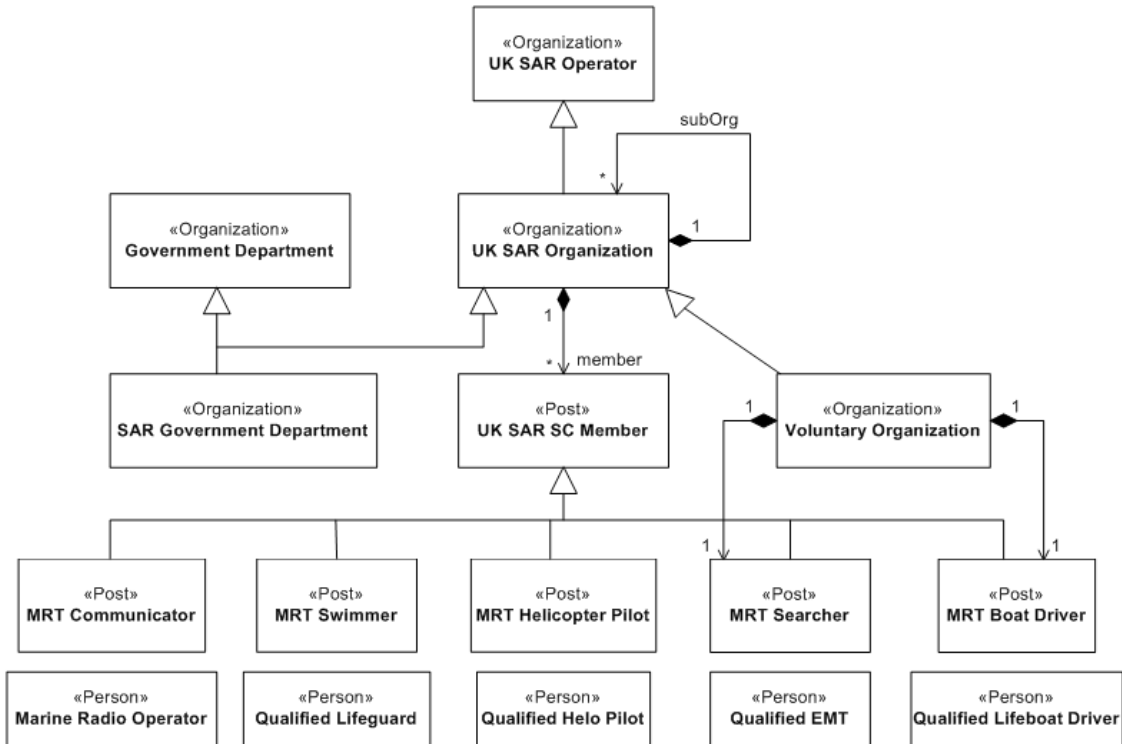 «Organization»
UK SAR Operator
subOrg
*
«Organization»
Government Department
«Organization»
UK SAR Organization
1
1
*
member
«Organization»
SAR Government Department
«Post»
UK SAR SC Member
1
«Organization»
Voluntary Organization
1
1
1
«Post»
MRT Communicator
«Post»
MRT Swimmer
«Post»
MRT Helicopter Pilot
«Post»
MRT Searcher
«Post»
MRT Boat Driver
«Person»
Marine Radio Operator
«Person»
Qualified Lifeguard
«Person»
Qualified Helo Pilot
«Person»
Qualified EMT
«Person»
Qualified Lifeboat Driver